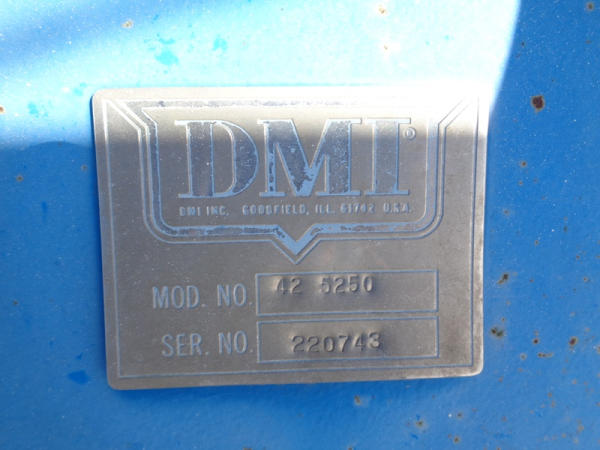 DMI®
DMI INC. GOODFIELD, ILL. 61742 U.S.A.
MOD. NO. 42 5250
SER. NO. 220743